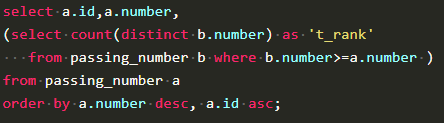 select a.id,a.number,
(select count(distinct b.number) as 't_rank'
   from passing_number b where b.number>=a.number )
from passing_number a
order by a.number desc, a.id asc;